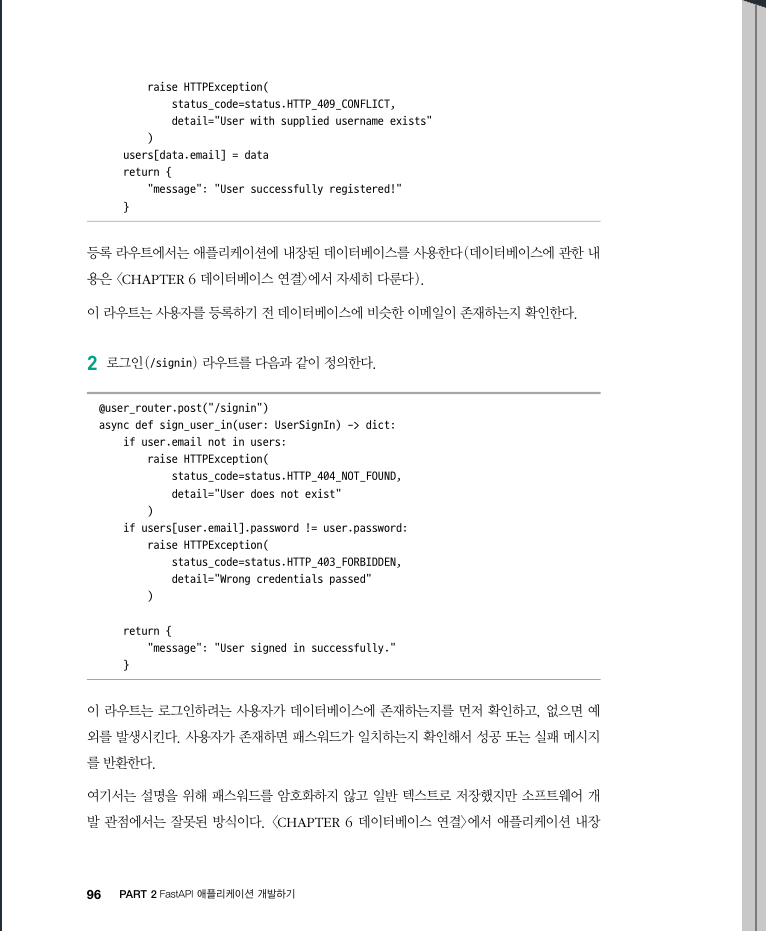 raise HTTPException(
status_code=status.HTTP_409_CONFLICT,
detail="User with supplied username exists"
)
users[data.email] = data
return {
"message": "User successfully registered!"
}
등록 라우트에서는 애플리케이션에 내장된 데이터베이스를 사용한다(데이터베이스에 관한 내
용은 〈CHAPTER 6 데이터베이스 연결〉에서 자세히 다룬다).
이 라우트는 사용자를 등록하기 전 데이터베이스에 비슷한 이메일이 존재하는지 확인한다.
2 로그인(/signin) 라우트를 다음과 같이 정의한다.
@user_router.post("/signin")
async def sign_user_in(user: UserSignIn) -> dict:
if user.email not in users:
raise HTTPException(
status_code=status.HTTP_404_NOT_FOUND,
detail="User does not exist"
)
if users[user.email].password != user.password:
raise HTTPException(
status_code=status.HTTP_403_FORBIDDEN,
detail="Wrong credentials passed"
)
return {
"message": "User signed in successfully."
}
이 라우트는 로그인하려는 사용자가 데이터베이스에 존재하는지를 먼저 확인하고, 없으면 예
외를 발생시킨다. 사용자가 존재하면 패스워드가 일치하는지 확인해서 성공 또는 실패 메시지
를 반환한다.
여기서는 설명을 위해 패스워드를 암호화하지 않고 일반 텍스트로 저장했지만 소프트웨어 개
발 관점에서는 잘못된 방식이다. 〈CHAPTER 6 데이터베이스 연결〉에서 애플리케이션 내장
96 PART 2 FastAPI 애플리케이션 개발하기